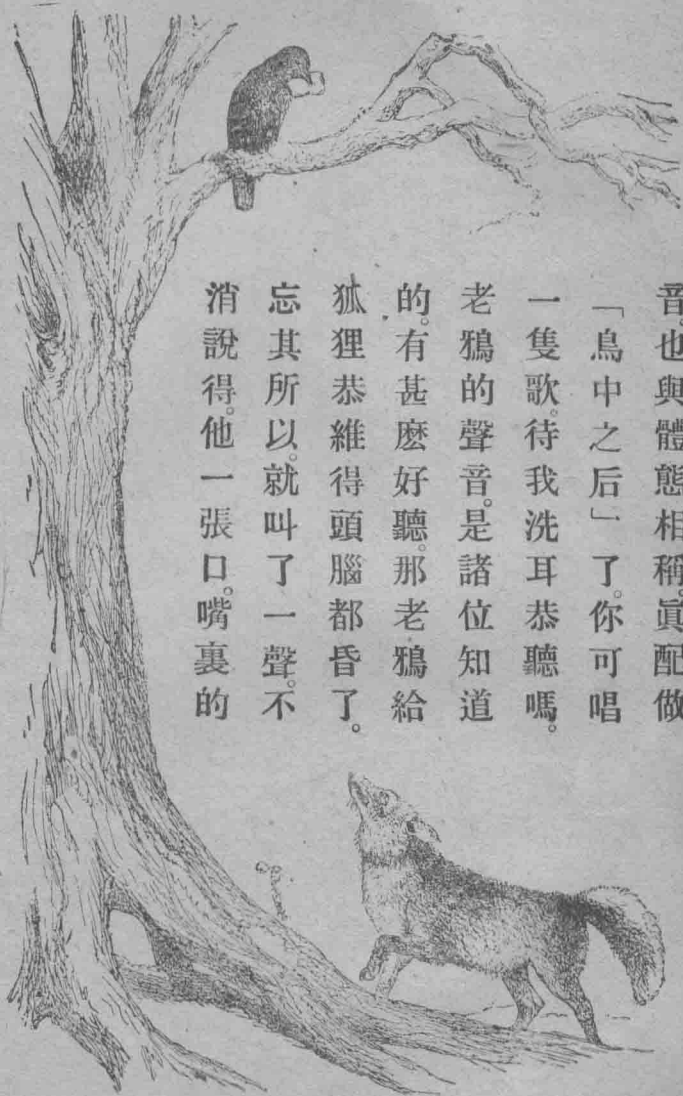 音。也與體態相稱。眞配做
「鳥中之后」了。你可唱
一隻歌。待我洗耳恭聽嗎。
老鴉的聲音。是諸位知道
的。有甚麽好聽。那老鴉給
狐狸恭維得頭腦都昏了。
忘其所以。就叫了一聲。不
消說得。他一張口。嘴裏的